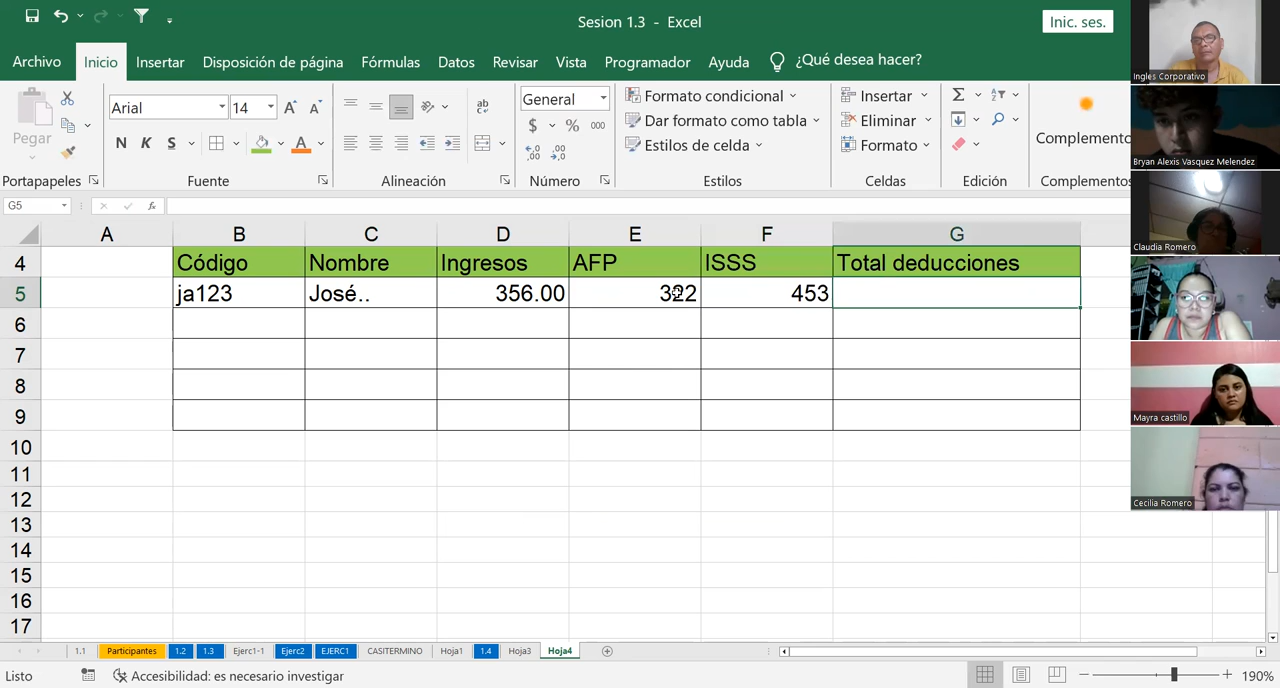 Sesion 1.3 - Excel
Inic. ses.
Archivo Inicio Insertar Disposición de página Fórmulas Datos Revisar Vista Programador Ayuda ¿Qué desea hacer?
Pegar
Arial 14
N K S
General
$ % 000
Formato condicional
Dar formato como tabla
Estilos de celda
Insertar
Eliminar
Formato
Complemento
Portapapeles Fuente Alineación Número Estilos Celdas Edición Complementos
G5 fx
A B C D E F G
4 Código Nombre Ingresos AFP ISSS Total deducciones
5 ja123 José.. 356.00 322 453
6
7
8
9
10
11
12
13
14
15
16
17
1.1 Participantes 1.2 1.3 Ejerc1-1 Ejerc2 EJERC1 CASITERMINO Hoja1 1.4 Hoja3 Hoja4
Listo Accesibilidad: es necesario investigar 190%
Ingles Corporativo
Bryan Alexis Vasquez Melendez
Claudia Romero
Mayra castillo
Cecilia Romero